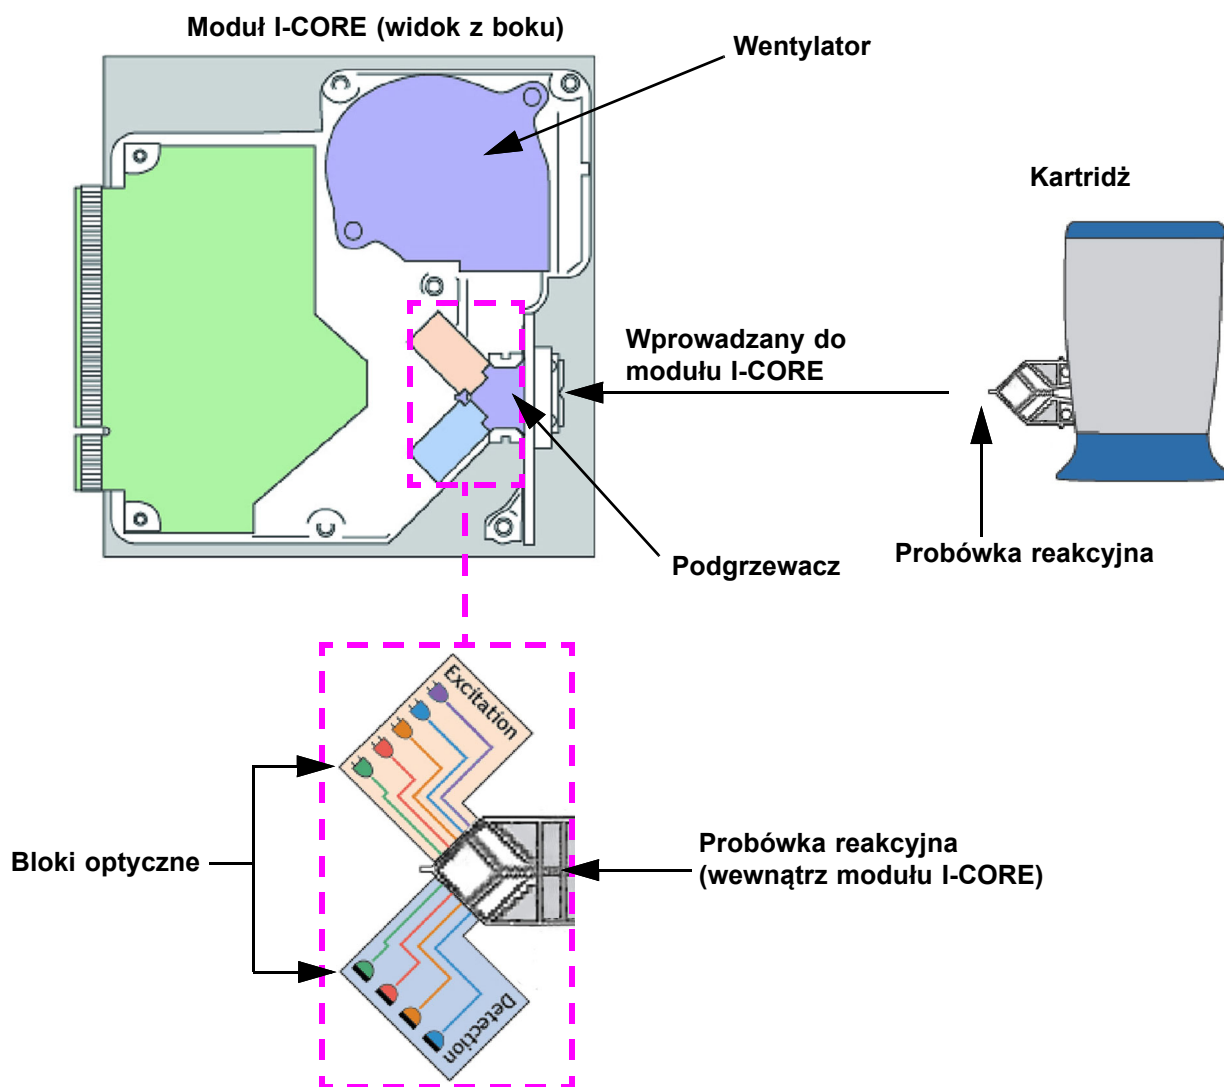 Moduł I-CORE (widok z boku)
Wentylator
Kartridż
Wprowadzany do
modułu I-CORE
Podgrzewacz
Probówka reakcyjna
Excitation
Bloki optyczne
Probówka reakcyjna
(wewnątrz modułu I-CORE)
Detection